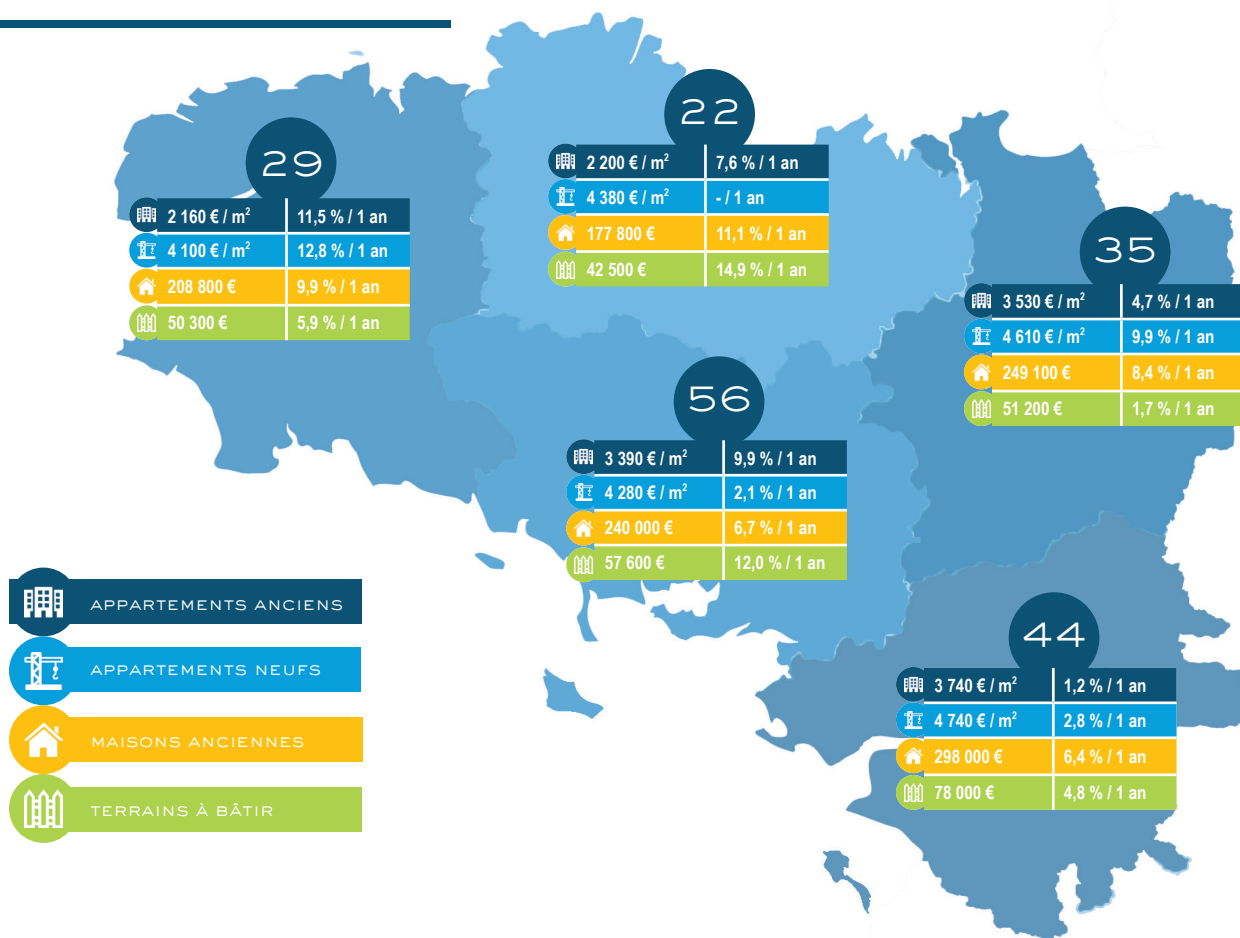 22
2 200 € / m² 7,6 % / 1 an
4 380 € / m² - / 1 an
177 800 € 11,1 % / 1 an
42 500 € 14,9 % / 1 an
29
2 160 € / m² 11,5 % / 1 an
4 100 € / m² 12,8 % / 1 an
208 800 € 9,9 % / 1 an
50 300 € 5,9 % / 1 an
35
3 530 € / m² 4,7 % / 1 an
4 610 € / m² 9,9 % / 1 an
249 100 € 8,4 % / 1 an
51 200 € 1,7 % / 1 an
56
3 390 € / m² 9,9 % / 1 an
4 280 € / m² 2,1 % / 1 an
240 000 € 6,7 % / 1 an
57 600 € 12,0 % / 1 an
44
3 740 € / m² 1,2 % / 1 an
4 740 € / m² 2,8 % / 1 an
298 000 € 6,4 % / 1 an
78 000 € 4,8 % / 1 an
APPARTEMENTS ANCIENS
APPARTEMENTS NEUFS
MAISONS ANCIENNES
TERRAINS À BÂTIR